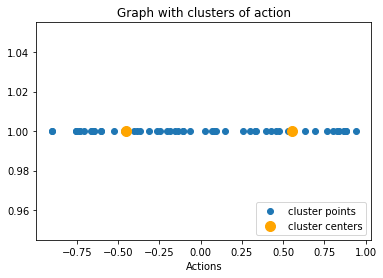 Graph with clusters of action
1.04
1.02
1.00
0.98
0.96
cluster points
cluster centers
−0.75 −0.50 −0.25 0.00 0.25 0.50 0.75 1.00
Actions